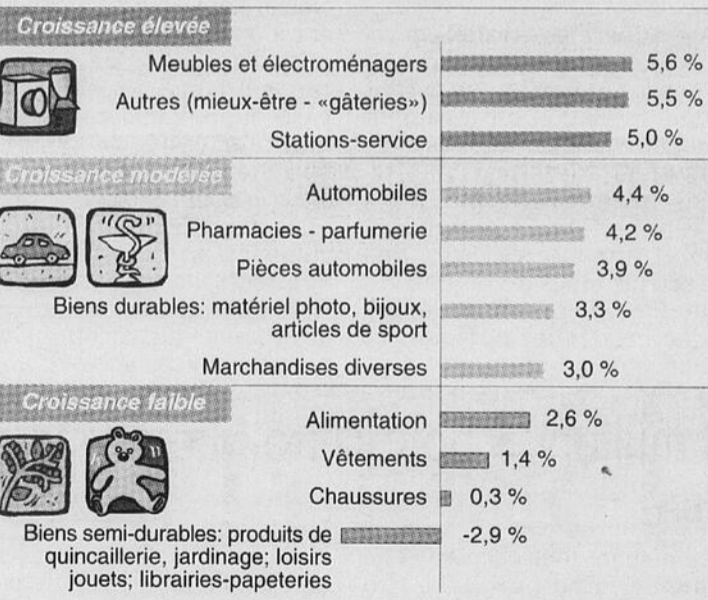 Croissance élevée
Meubles et électroménagers 5,6 %
Autres (mieux-être - «gâteries») 5,5 %
Stations-service 5,0 %
Croissance modérée
Automobiles 4,4 %
Pharmacies - parfumerie 4,2 %
Pièces automobiles 3,9 %
Biens durables: matériel photo, bijoux, 3,3 %
articles de sport
Marchandises diverses 3,0 %
Croissance faible
Alimentation 2,6 %
Vêtements 1,4 %
Chaussures 0,3 %
Biens semi-durables: produits de -2,9 %
quincaillerie, jardinage; loisirs
jouets; librairies-papeteries